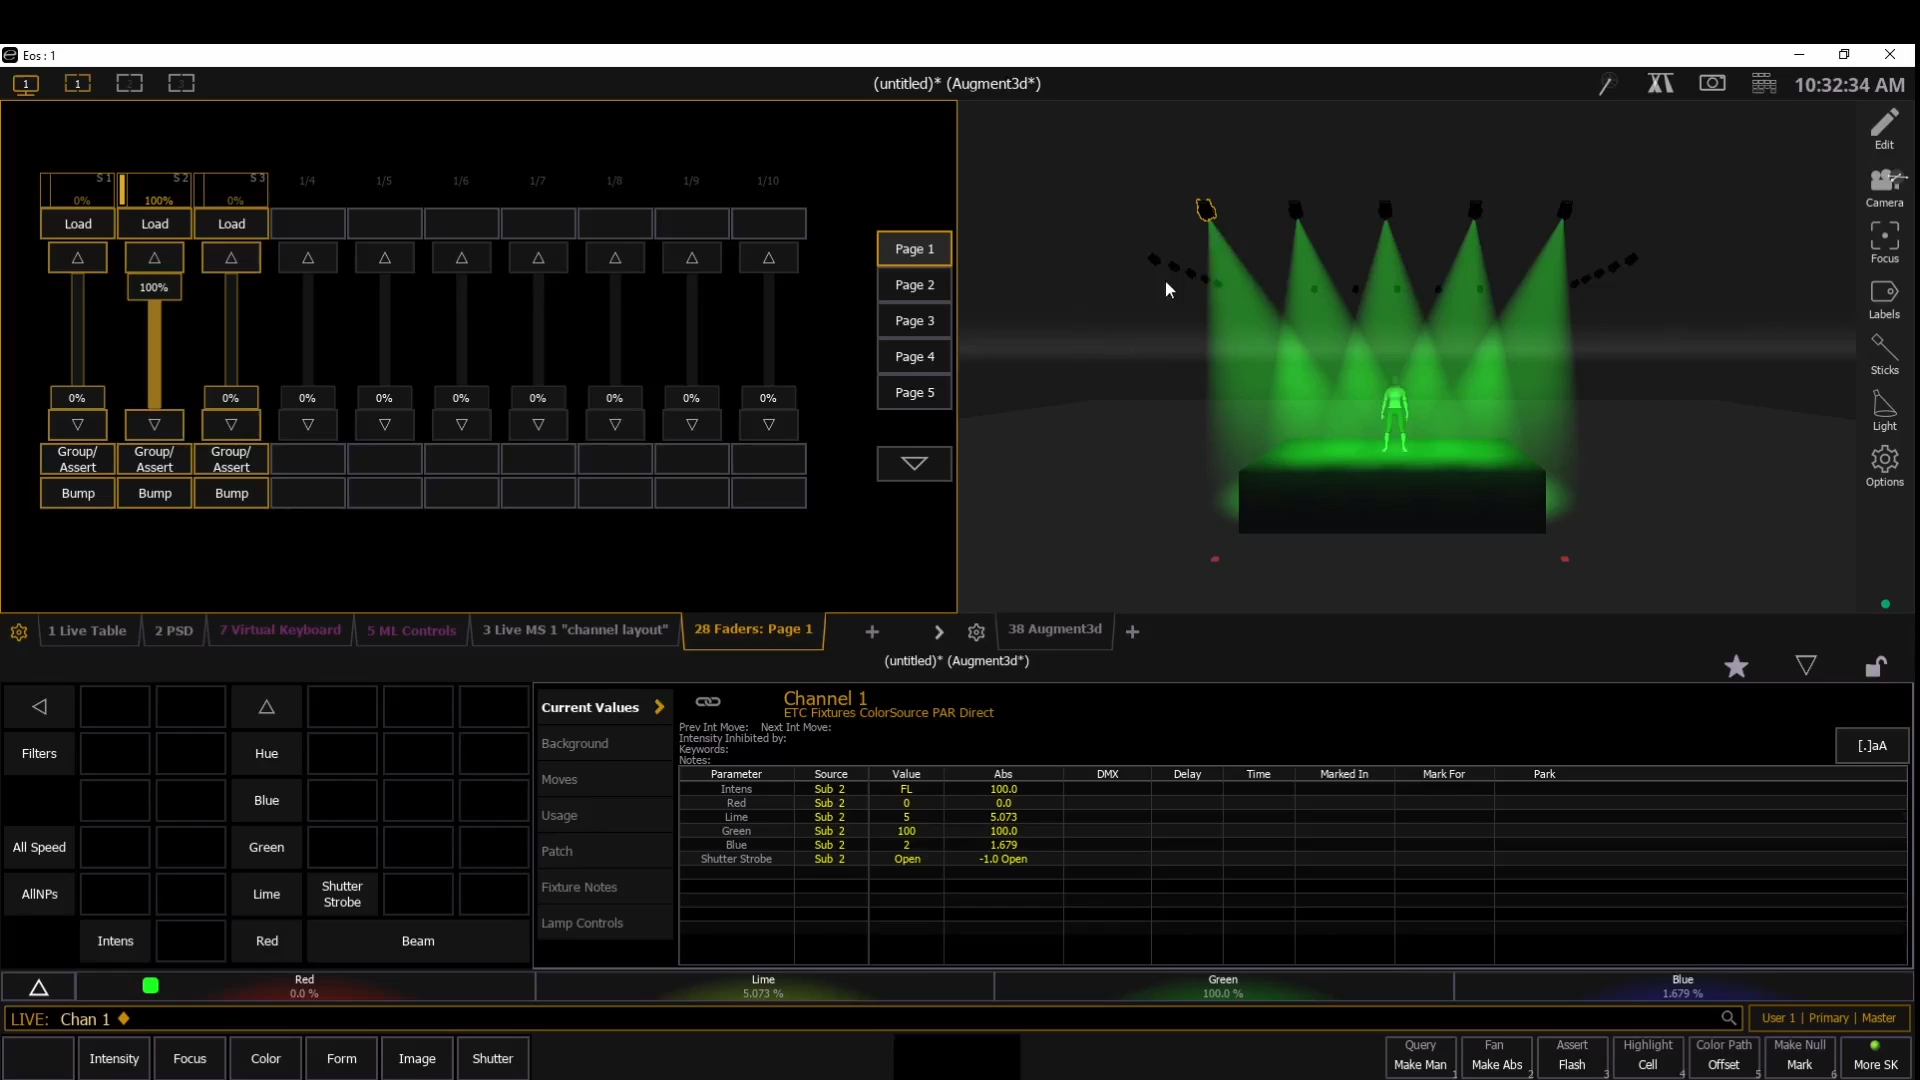 Eos : 1
1 1 2 3 (untitled)* (Augment3d*) 10:32:34 AM
Edit
Camera
Focus
Labels
Sticks
Light
Options
S 1 S 2 S 3 1/4 1/5 1/6 1/7 1/8 1/9 1/10
0% 100% 0%
Load Load Load
100%
0% 0% 0% 0% 0% 0% 0% 0% 0%
Group/ Group/ Group/
Assert Assert Assert
Bump Bump Bump
Page 1
Page 2
Page 3
Page 4
Page 5
1 Live Table 2 PSD 7 Virtual Keyboard 5 ML Controls 3 Live MS 1 "channel layout" 28 Faders: Page 1 + 38 Augment3d +
(untitled)* (Augment3d*)
Filters Hue
Blue
All Speed Green
AllNPs Lime Shutter
Strobe
Intens Red Beam
Current Values
Background
Moves
Usage
Patch
Fixture Notes
Lamp Controls
Channel 1
ETC Fixtures ColorSource PAR Direct
Prev Int Move: Next Int Move:
Intensity Inhibited by:
Keywords:
Notes:
[.]aA
Parameter Source Value Abs DMX Delay Time Marked In Mark For Park
Intens Sub 2 FL 100.0
Red Sub 2 0 0.0
Lime Sub 2 5 5.073
Green Sub 2 100 100.0
Blue Sub 2 2 1.679
Shutter Strobe Sub 2 Open -1.0 Open
Red Lime Green Blue
0.0 % 5.073 % 100.0 % 1.679 %
LIVE: Chan 1 User 1 | Primary | Master
Intensity Focus Color Form Image Shutter
Query Fan Assert Highlight Color Path Make Null
Make Man Make Abs Flash Cell Offset Mark More SK
1 2 3 4 5 6